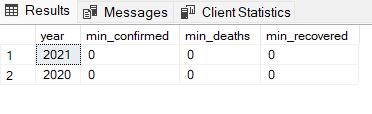 Results Messages Client Statistics
year min_confirmed min_deaths min_recovered
1 2021 0 0 0
2 2020 0 0 0